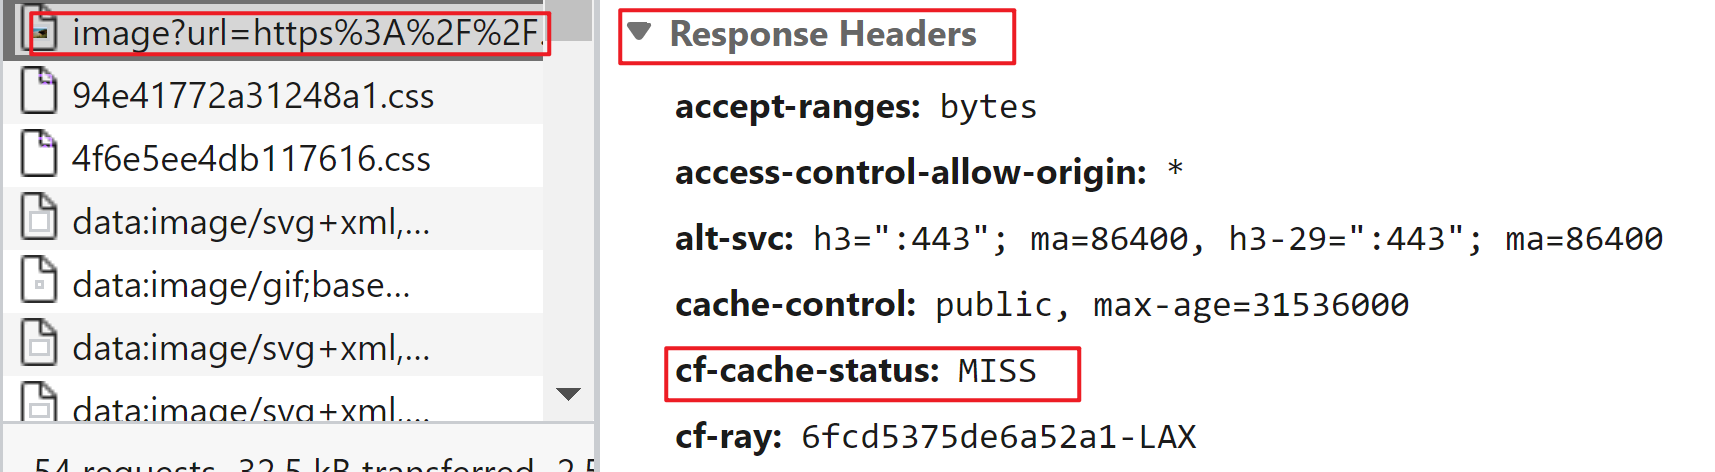 image?url=https%3A%2F%2F.
94e41772a31248a1.css
4f6e5ee4db117616.css
data:image/svg+xml,...
data:image/gif;base...
data:image/svg+xml,...
data:image/svg+xml,...
54 requests 32.5 kB transferred 2.5
Response Headers
accept-ranges: bytes
access-control-allow-origin: *
alt-svc: h3=":443"; ma=86400, h3-29=":443"; ma=86400
cache-control: public, max-age=31536000
cf-cache-status: MISS
cf-ray: 6fcd5375de6a52a1-LAX